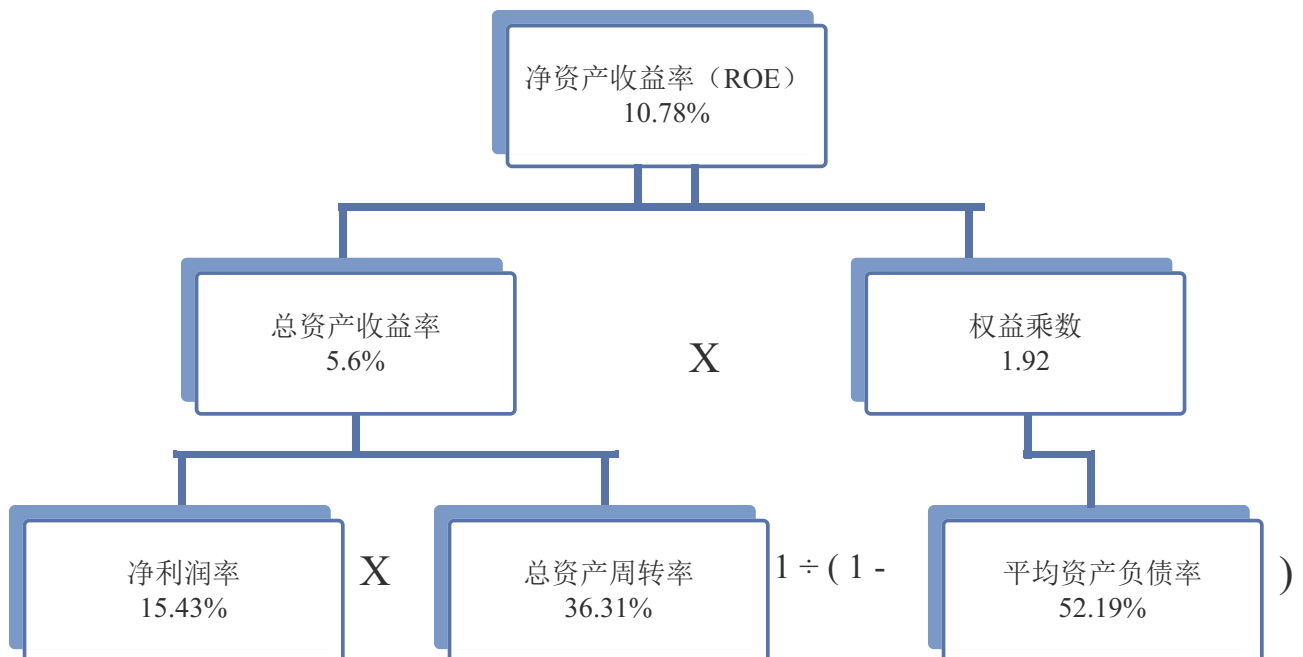 净资产收益率（ROE）
10.78%
总资产收益率
5.6%
X
权益乘数
1.92
净利润率
15.43%
X
总资产周转率
36.31%
1 ÷ ( 1 -
平均资产负债率
52.19%
)